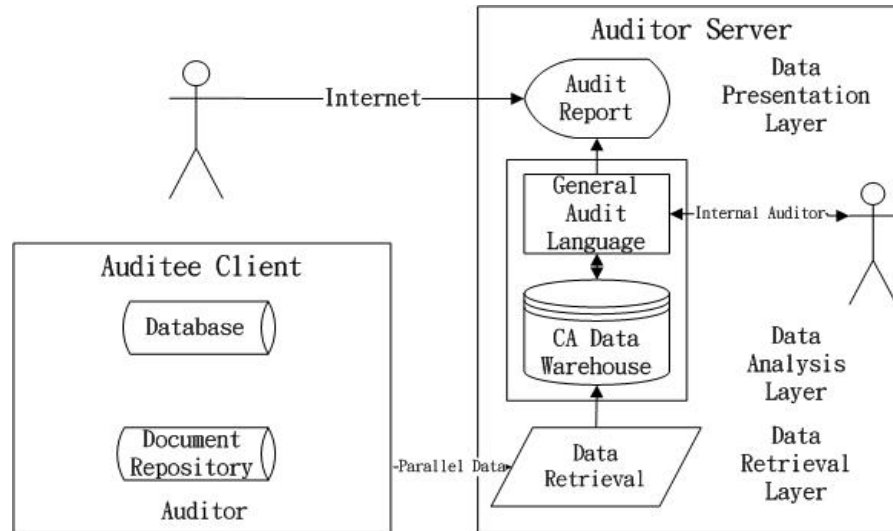 Auditor Server
Internet
Audit
Report
Data
Presentation
Layer
General
Audit
Language
Internal Auditor
Auditee Client
Database
CA Data
Warehouse
Data
Analysis
Layer
Document
Repository
Auditor
Parallel Data
Data
Retrieval
Data
Retrieval
Layer